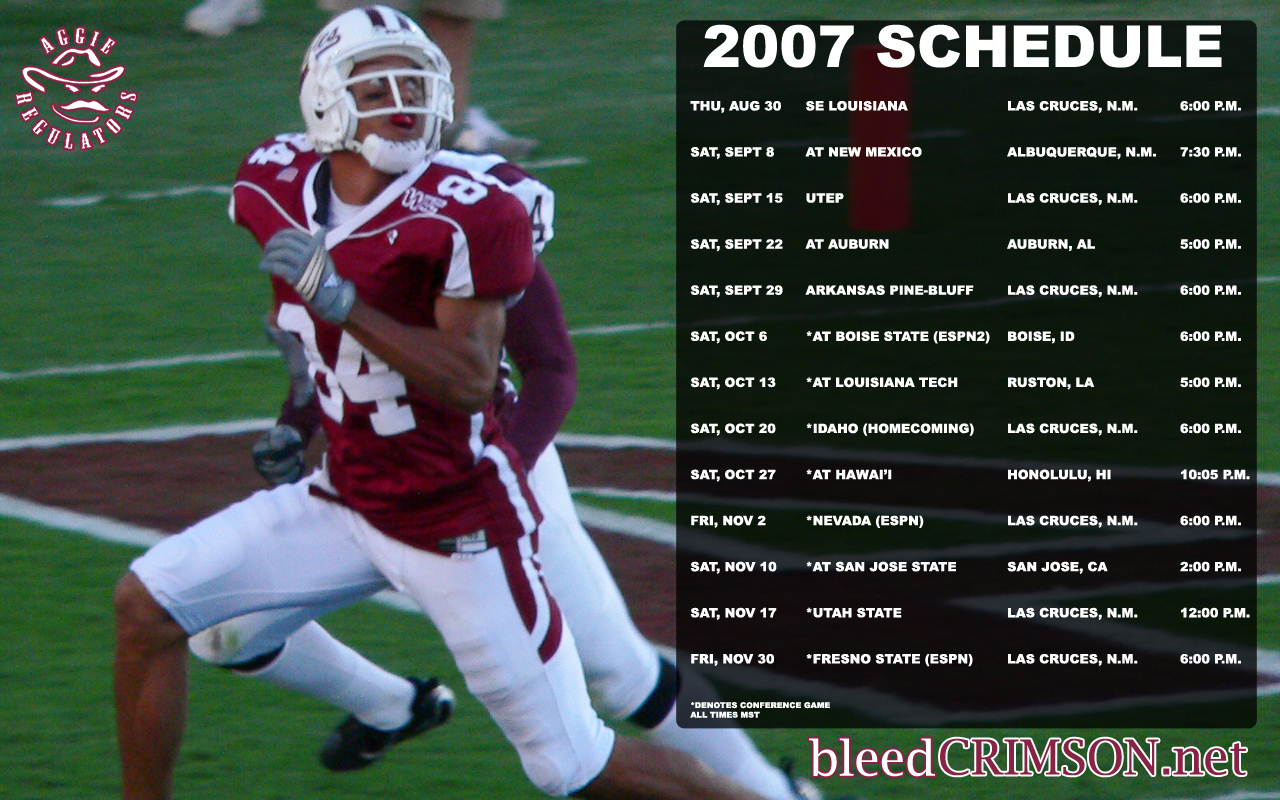 AGGIE
REGULATORS
2007 SCHEDULE
THU, AUG 30 SE LOUISIANA LAS CRUCES, N.M. 6:00 P.M.
SAT, SEPT 8 AT NEW MEXICO ALBUQUERQUE, N.M. 7:30 P.M.
SAT, SEPT 15 UTEP LAS CRUCES, N.M. 6:00 P.M.
SAT, SEPT 22 AT AUBURN AUBURN, AL 5:00 P.M.
SAT, SEPT 29 ARKANSAS PINE-BLUFF LAS CRUCES, N.M. 6:00 P.M.
SAT, OCT 6 *AT BOISE STATE (ESPN2) BOISE, ID 6:00 P.M.
SAT, OCT 13 *AT LOUISIANA TECH RUSTON, LA 5:00 P.M.
SAT, OCT 20 *IDAHO (HOMECOMING) LAS CRUCES, N.M. 6:00 P.M.
SAT, OCT 27 *AT HAWAI'I HONOLULU, HI 10:05 P.M.
FRI, NOV 2 *NEVADA (ESPN) LAS CRUCES, N.M. 6:00 P.M.
SAT, NOV 10 *AT SAN JOSE STATE SAN JOSE, CA 2:00 P.M.
SAT, NOV 17 *UTAH STATE LAS CRUCES, N.M. 12:00 P.M.
FRI, NOV 30 *FRESNO STATE (ESPN) LAS CRUCES, N.M. 6:00 P.M.
*DENOTES CONFERENCE GAME
ALL TIMES MST
bleedCRIMSON.net
84
84